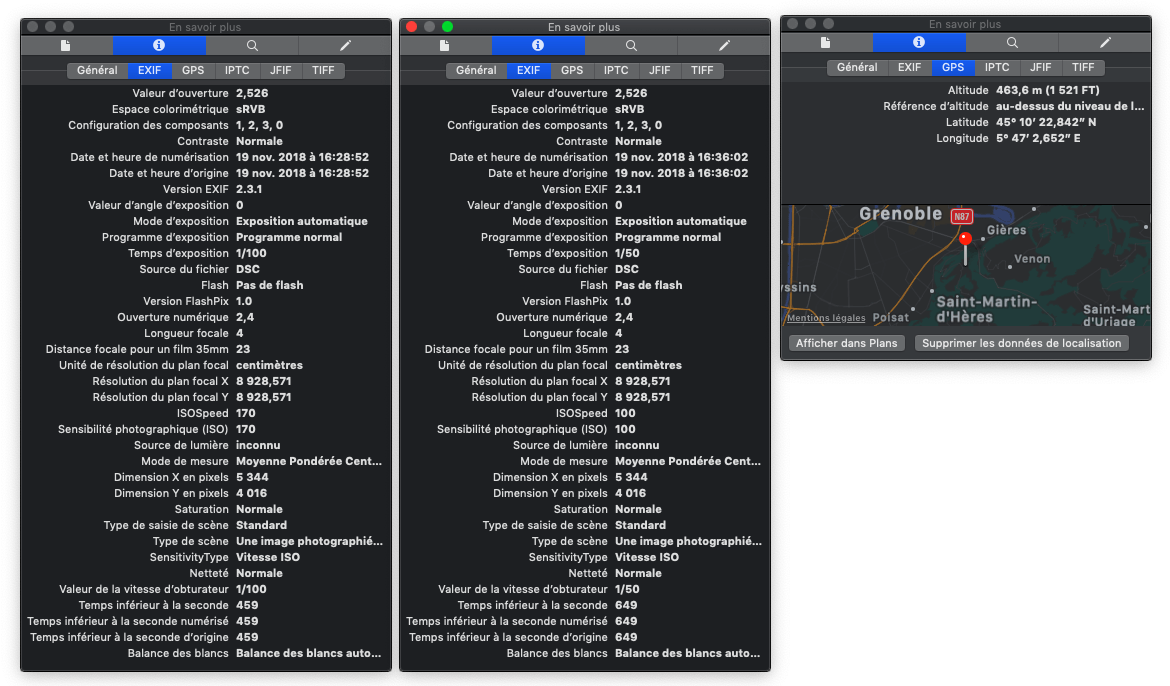 En savoir plus
Général EXIF GPS IPTC JFIF TIFF
Valeur d’ouverture 2,526
Espace colorimétrique sRVB
Configuration des composants 1, 2, 3, 0
Contraste Normale
Date et heure de numérisation 19 nov. 2018 à 16:28:52
Date et heure d’origine 19 nov. 2018 à 16:28:52
Version EXIF 2.3.1
Valeur d’angle d’exposition 0
Mode d’exposition Exposition automatique
Programme d’exposition Programme normal
Temps d’exposition 1/100
Source du fichier DSC
Flash Pas de flash
Version FlashPix 1.0
Ouverture numérique 2,4
Longueur focale 4
Distance focale pour un film 35mm 23
Unité de résolution du plan focal centimètres
Résolution du plan focal X 8 928,571
Résolution du plan focal Y 8 928,571
ISOSpeed 170
Sensibilité photographique (ISO) 170
Source de lumière inconnu
Mode de mesure Moyenne Pondérée Cent...
Dimension X en pixels 5 344
Dimension Y en pixels 4 016
Saturation Normale
Type de saisie de scène Standard
Type de scène Une image photographié...
SensitivityType Vitesse ISO
Netteté Normale
Valeur de la vitesse d’obturateur 1/100
Temps inférieur à la seconde 459
Temps inférieur à la seconde numérisé 459
Temps inférieur à la seconde d’origine 459
Balance des blancs Balance des blancs auto...
En savoir plus
Général EXIF GPS IPTC JFIF TIFF
Valeur d’ouverture 2,526
Espace colorimétrique sRVB
Configuration des composants 1, 2, 3, 0
Contraste Normale
Date et heure de numérisation 19 nov. 2018 à 16:36:02
Date et heure d’origine 19 nov. 2018 à 16:36:02
Version EXIF 2.3.1
Valeur d’angle d’exposition 0
Mode d’exposition Exposition automatique
Programme d’exposition Programme normal
Temps d’exposition 1/50
Source du fichier DSC
Flash Pas de flash
Version FlashPix 1.0
Ouverture numérique 2,4
Longueur focale 4
Distance focale pour un film 35mm 23
Unité de résolution du plan focal centimètres
Résolution du plan focal X 8 928,571
Résolution du plan focal Y 8 928,571
ISOSpeed 100
Sensibilité photographique (ISO) 100
Source de lumière inconnu
Mode de mesure Moyenne Pondérée Cent...
Dimension X en pixels 5 344
Dimension Y en pixels 4 016
Saturation Normale
Type de saisie de scène Standard
Type de scène Une image photographié...
SensitivityType Vitesse ISO
Netteté Normale
Valeur de la vitesse d’obturateur 1/50
Temps inférieur à la seconde 649
Temps inférieur à la seconde numérisé 649
Temps inférieur à la seconde d’origine 649
Balance des blancs Balance des blancs auto...
En savoir plus
Général EXIF GPS IPTC JFIF TIFF
Altitude 463,6 m (1 521 FT)
Référence d’altitude au-dessus du niveau de l...
Latitude 45° 10’ 22,842” N
Longitude 5° 47’ 2,652” E
Grenoble N87
Gières
Venon
yssins
Saint-Martin-
d'Hères
Saint-Mart
d'Uriage
Mentions légales Poisat
Afficher dans Plans Supprimer les données de localisation